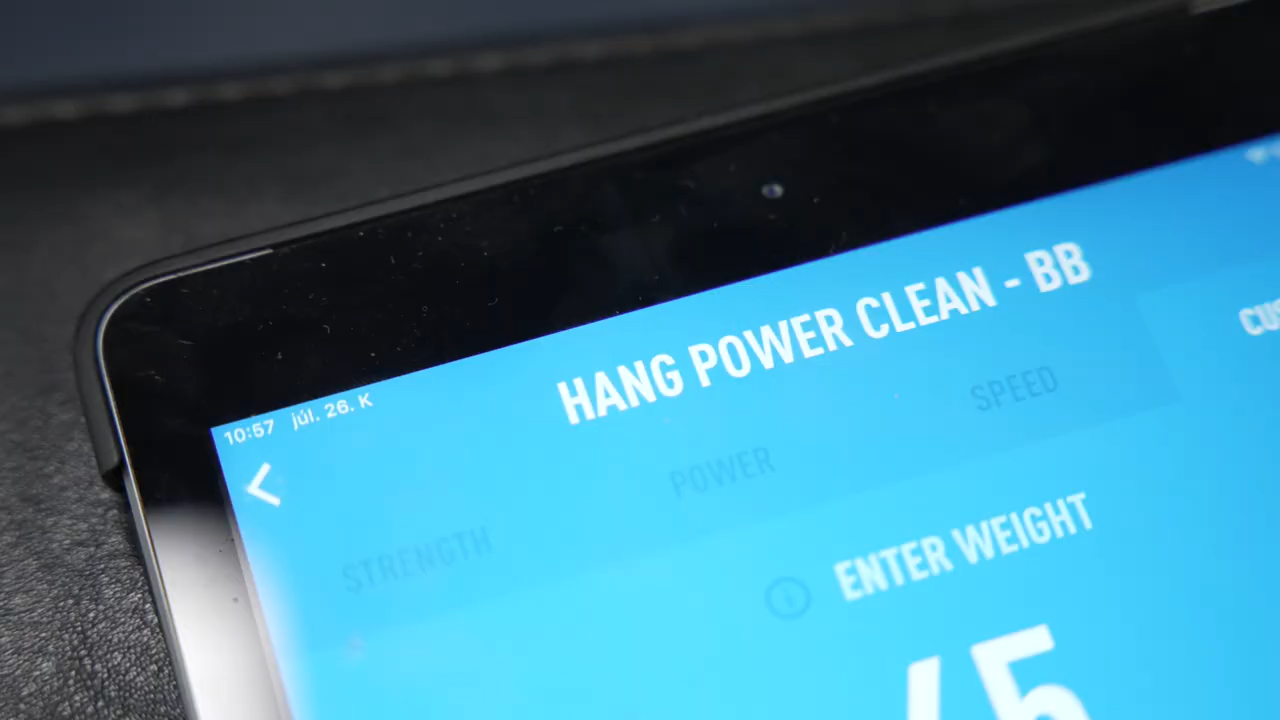 10:57 júl. 26. K
HANG POWER CLEAN - BB
STRENGTH POWER SPEED
ENTER WEIGHT